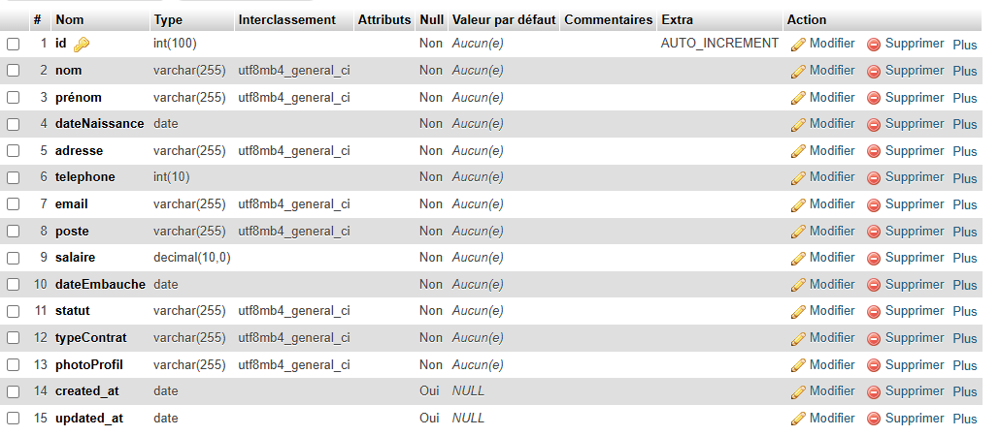 # Nom Type Interclassement Attributs Null Valeur par défaut Commentaires Extra Action
1 id int(100) Non Aucun(e) AUTO_INCREMENT Modifier Supprimer Plus
2 nom varchar(255) utf8mb4_general_ci Non Aucun(e) Modifier Supprimer Plus
3 prénom varchar(255) utf8mb4_general_ci Non Aucun(e) Modifier Supprimer Plus
4 dateNaissance date Non Aucun(e) Modifier Supprimer Plus
5 adresse varchar(255) utf8mb4_general_ci Non Aucun(e) Modifier Supprimer Plus
6 telephone int(10) Non Aucun(e) Modifier Supprimer Plus
7 email varchar(255) utf8mb4_general_ci Non Aucun(e) Modifier Supprimer Plus
8 poste varchar(255) utf8mb4_general_ci Non Aucun(e) Modifier Supprimer Plus
9 salaire decimal(10,0) Non Aucun(e) Modifier Supprimer Plus
10 dateEmbauche date Non Aucun(e) Modifier Supprimer Plus
11 statut varchar(255) utf8mb4_general_ci Non Aucun(e) Modifier Supprimer Plus
12 typeContrat varchar(255) utf8mb4_general_ci Non Aucun(e) Modifier Supprimer Plus
13 photoProfil varchar(255) utf8mb4_general_ci Non Aucun(e) Modifier Supprimer Plus
14 created_at date Oui NULL Modifier Supprimer Plus
15 updated_at date Oui NULL Modifier Supprimer Plus